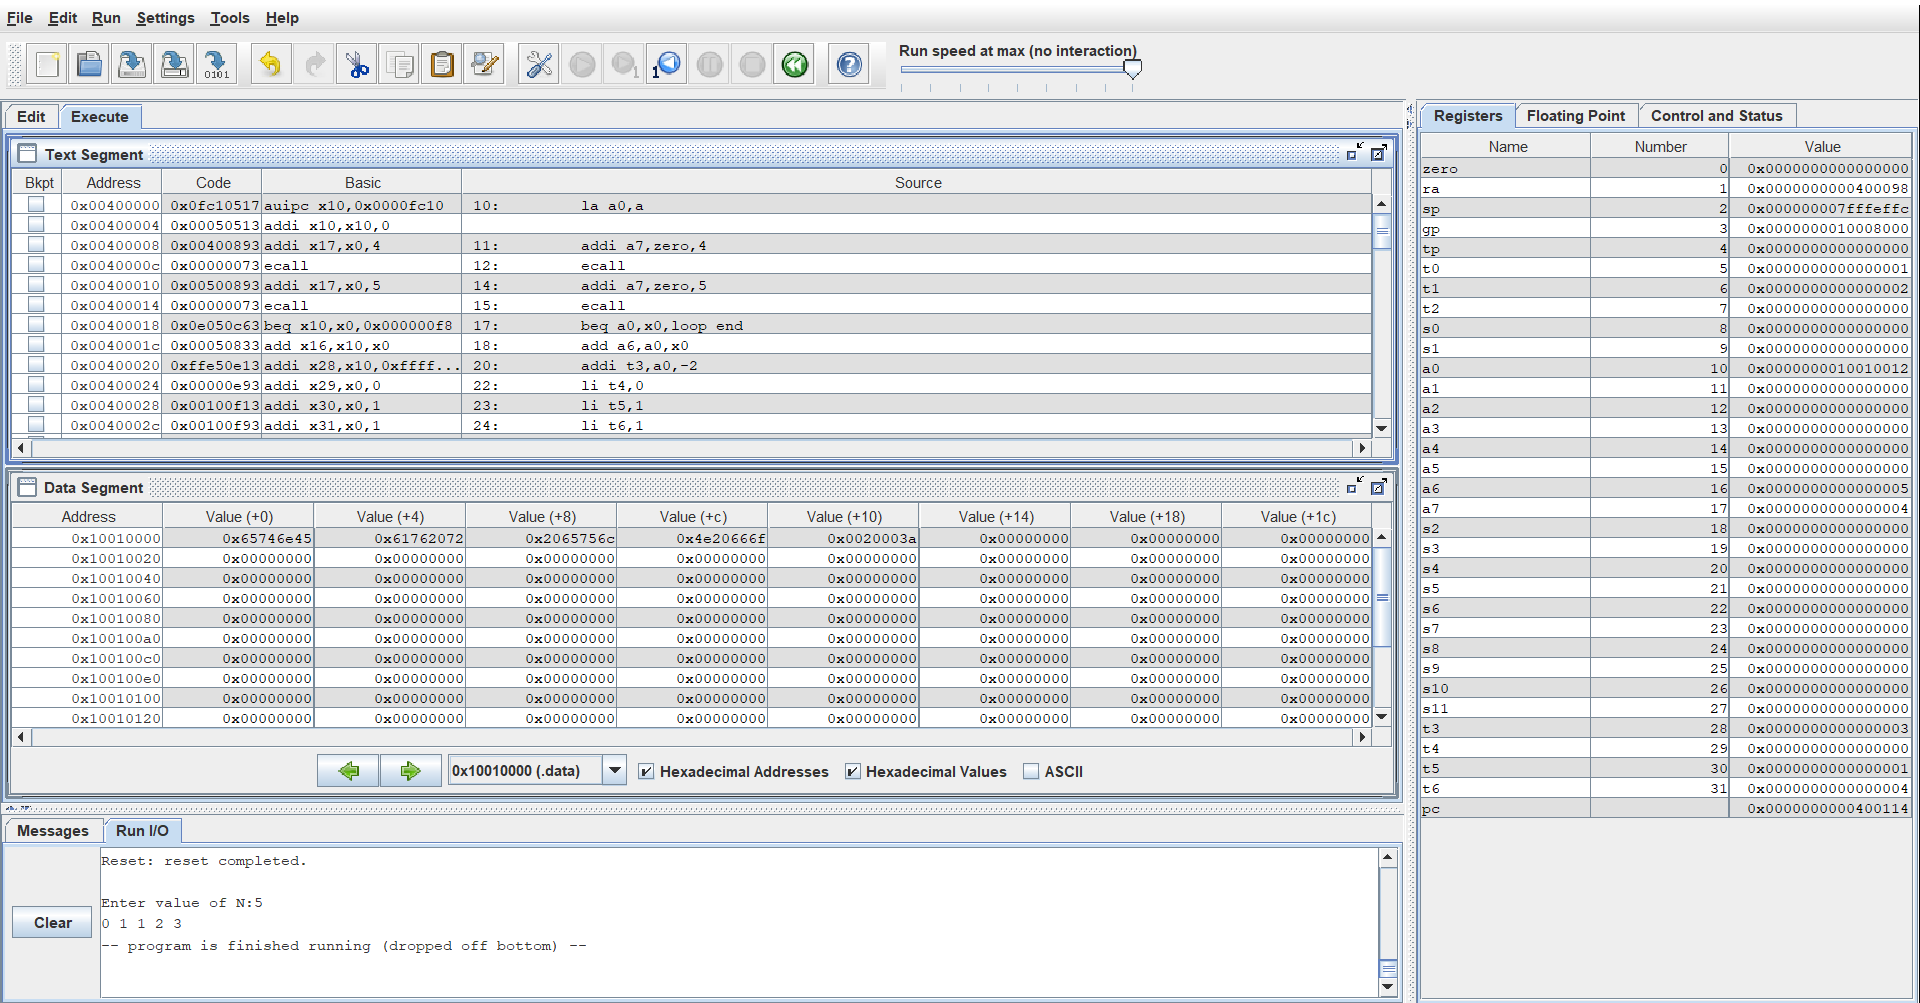 File Edit Run Settings Tools Help
0101
1
1
Run speed at max (no interaction)
Edit Execute
Text Segment
Bkpt Address Code Basic Source
0x00400000 0x0fc10517 auipc x10,0x0000fc10 10: la a0,a
0x00400004 0x00050513 addi x10,x10,0
0x00400008 0x00400893 addi x17,x0,4 11: addi a7,zero,4
0x0040000c 0x00000073 ecall 12: ecall
0x00400010 0x00500893 addi x17,x0,5 14: addi a7,zero,5
0x00400014 0x00000073 ecall 15: ecall
0x00400018 0x0e050c63 beq x10,x0,0x000000f8 17: beq a0,x0,loop end
0x0040001c 0x00050833 add x16,x10,x0 18: add a6,a0,x0
0x00400020 0xffe50e13 addi x28,x10,0xffff... 20: addi t3,a0,-2
0x00400024 0x00000e93 addi x29,x0,0 22: li t4,0
0x00400028 0x00100f13 addi x30,x0,1 23: li t5,1
0x0040002c 0x00100f93 addi x31,x0,1 24: li t6,1
Data Segment
Address Value (+0) Value (+4) Value (+8) Value (+c) Value (+10) Value (+14) Value (+18) Value (+1c)
0x10010000 0x65746e45 0x61762072 0x2065756c 0x4e20666f 0x0020003a 0x00000000 0x00000000 0x00000000
0x10010020 0x00000000 0x00000000 0x00000000 0x00000000 0x00000000 0x00000000 0x00000000 0x00000000
0x10010040 0x00000000 0x00000000 0x00000000 0x00000000 0x00000000 0x00000000 0x00000000 0x00000000
0x10010060 0x00000000 0x00000000 0x00000000 0x00000000 0x00000000 0x00000000 0x00000000 0x00000000
0x10010080 0x00000000 0x00000000 0x00000000 0x00000000 0x00000000 0x00000000 0x00000000 0x00000000
0x100100a0 0x00000000 0x00000000 0x00000000 0x00000000 0x00000000 0x00000000 0x00000000 0x00000000
0x100100c0 0x00000000 0x00000000 0x00000000 0x00000000 0x00000000 0x00000000 0x00000000 0x00000000
0x100100e0 0x00000000 0x00000000 0x00000000 0x00000000 0x00000000 0x00000000 0x00000000 0x00000000
0x10010100 0x00000000 0x00000000 0x00000000 0x00000000 0x00000000 0x00000000 0x00000000 0x00000000
0x10010120 0x00000000 0x00000000 0x00000000 0x00000000 0x00000000 0x00000000 0x00000000 0x00000000
0x10010000 (.data) Hexadecimal Addresses Hexadecimal Values ASCII
Messages Run I/O
Clear
Reset: reset completed.
Enter value of N:5
0 1 1 2 3
-- program is finished running (dropped off bottom) --
Registers Floating Point Control and Status
Name Number Value
zero 0 0x0000000000000000
ra 1 0x0000000000400098
sp 2 0x000000007fffeffc
gp 3 0x0000000010008000
tp 4 0x0000000000000000
t0 5 0x0000000000000001
t1 6 0x0000000000000002
t2 7 0x0000000000000000
s0 8 0x0000000000000000
s1 9 0x0000000000000000
a0 10 0x0000000010010012
a1 11 0x0000000000000000
a2 12 0x0000000000000000
a3 13 0x0000000000000000
a4 14 0x0000000000000000
a5 15 0x0000000000000000
a6 16 0x0000000000000005
a7 17 0x0000000000000004
s2 18 0x0000000000000000
s3 19 0x0000000000000000
s4 20 0x0000000000000000
s5 21 0x0000000000000000
s6 22 0x0000000000000000
s7 23 0x0000000000000000
s8 24 0x0000000000000000
s9 25 0x0000000000000000
s10 26 0x0000000000000000
s11 27 0x0000000000000000
t3 28 0x0000000000000003
t4 29 0x0000000000000000
t5 30 0x0000000000000001
t6 31 0x0000000000000004
pc 0x0000000000400114